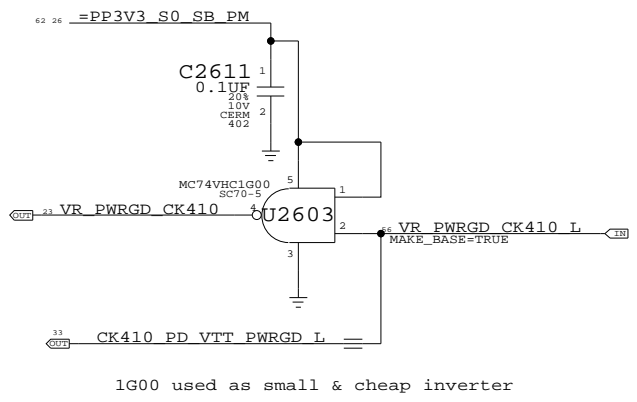 62 26 =PP3V3_S0_SB_PM
C2611 1
0.1UF
20%
10V 2
CERM
402
5
MC74VHC1G00 1
SC70-5
OUT 23 VR_PWRGD_CK410 4 U2603 2 56 VR_PWRGD_CK410_L IN
MAKE_BASE=TRUE
3
33
OUT CK410_PD_VTT_PWRGD_L
1G00 used as small & cheap inverter